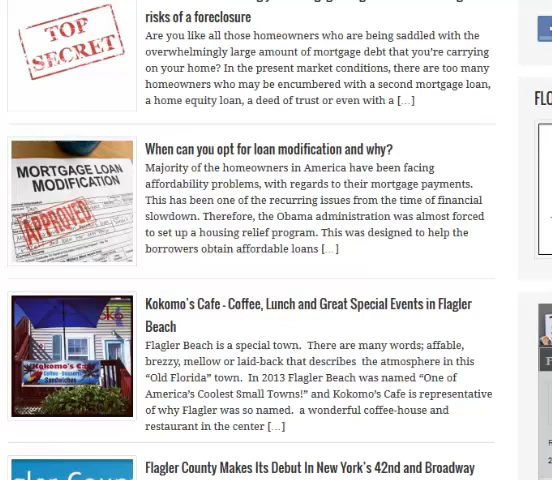 risks of a foreclosure
Are you like all those homeowners who are being saddled with the
overwhelmingly large amount of mortgage debt that you're carrying
on your home? In the present market conditions, there are too many
homeowners who may be encumbered with a second mortgage loan,
a home equity loan, a deed of trust or even with a [...]
TOP
SECRET
When can you opt for loan modification and why?
Majority of the homeowners in America have been facing
affordability problems, with regards to their mortgage payments.
This has been one of the recurring issues from the time of financial
slowdown. Therefore, the Obama administration was almost forced
to set up a housing relief program. This was designed to help the
borrowers obtain affordable loans [...]
MORTGAGE LOAN
MODIFICATION
APPROVED
Kokomo's Cafe - Coffee, Lunch and Great Special Events in Flagler
Beach
Flagler Beach is a special town.  There are many words; affable,
brezzy, mellow or laid-back that describes  the atmosphere in this
"Old Florida" town.  In 2013 Flagler Beach was named "One of
America's Coolest Small Towns!" and Kokomo's Cafe is representative
of why Flagler was so named.  a wonderful coffee-house and
restaurant in the center [...]
Kokomo's Cafe
Sandwiches
Flagler County Makes Its Debut In New York's 42nd and Broadway
gler Coun
FLO